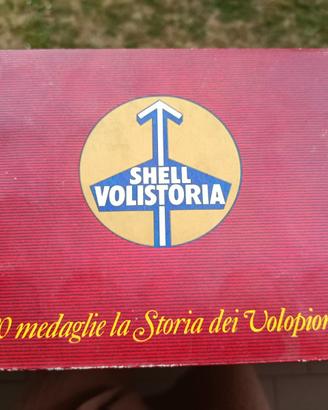 SHELL
VOLISTORIA
0 medaglie la Storia dei Volopion